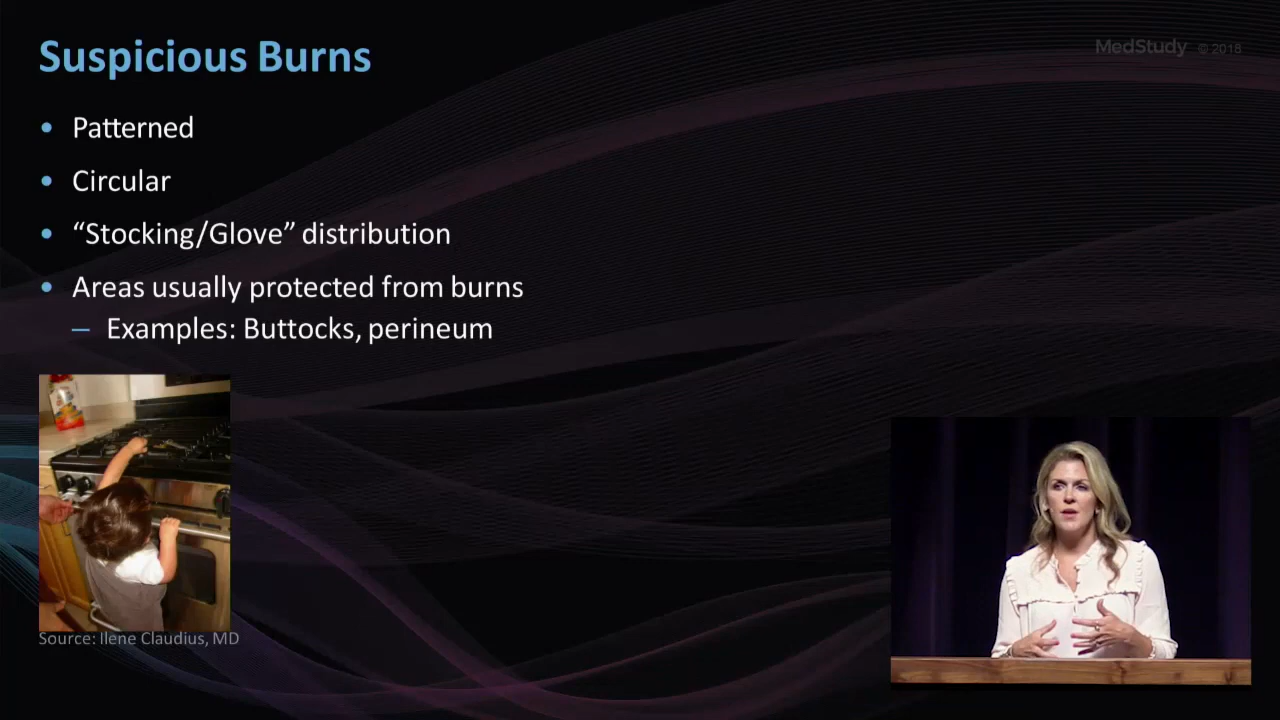 Suspicious Burns
MedStudy © 2018
• Patterned
• Circular
• “Stocking/Glove” distribution
• Areas usually protected from burns
– Examples: Buttocks, perineum
Source: Ilene Claudius, MD